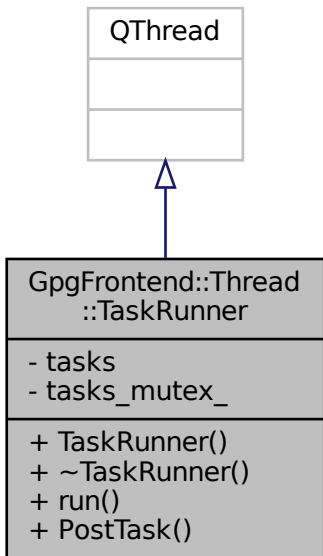 QThread
GpgFrontend::Thread
::TaskRunner
- tasks
- tasks_mutex_
+ TaskRunner()
+ ~TaskRunner()
+ run()
+ PostTask()